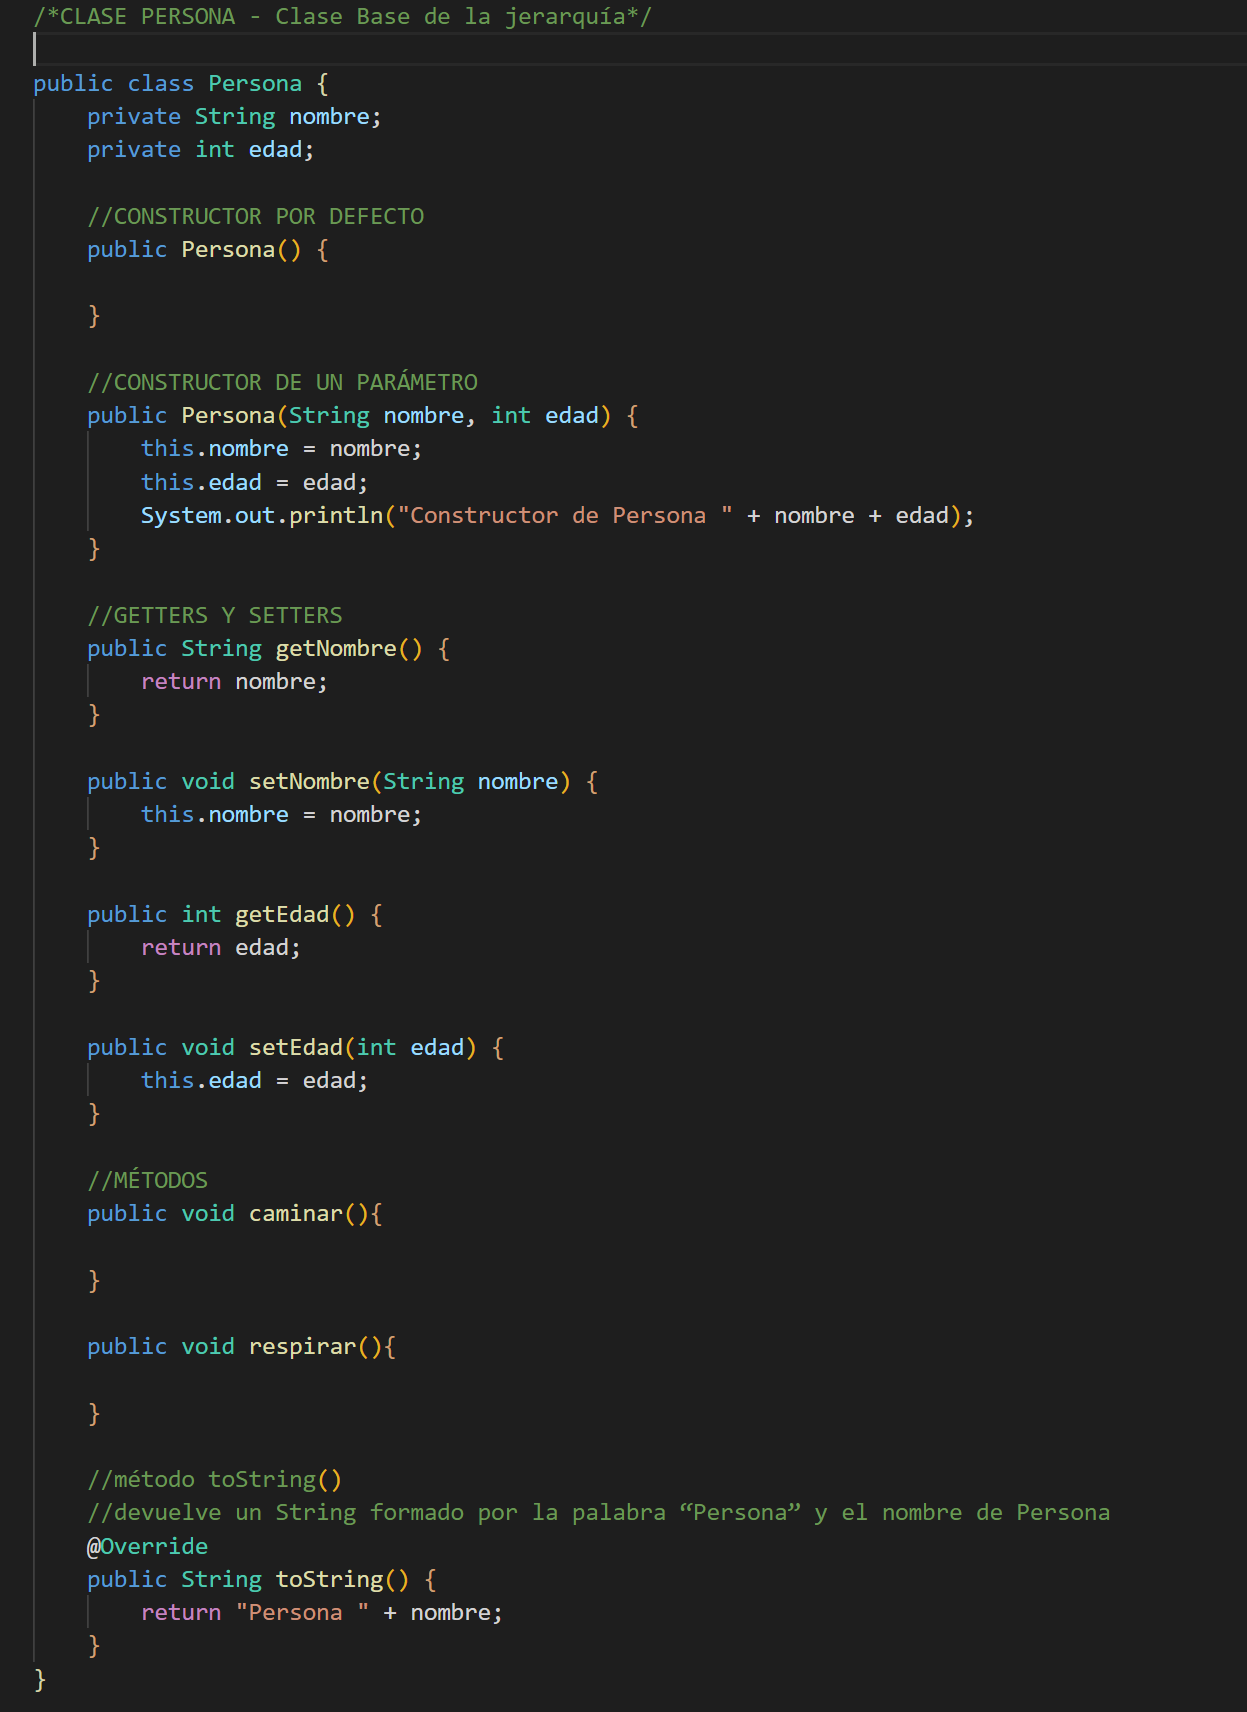 /*CLASE PERSONA - Clase Base de la jerarquía*/
public class Persona {
private String nombre;
private int edad;
//CONSTRUCTOR POR DEFECTO
public Persona() {
}
//CONSTRUCTOR DE UN PARÁMETRO
public Persona(String nombre, int edad) {
this.nombre = nombre;
this.edad = edad;
System.out.println("Constructor de Persona " + nombre + edad);
}
//GETTERS Y SETTERS
public String getNombre() {
return nombre;
}
public void setNombre(String nombre) {
this.nombre = nombre;
}
public int getEdad() {
return edad;
}
public void setEdad(int edad) {
this.edad = edad;
}
//MÉTODOS
public void caminar(){
}
public void respirar(){
}
//método toString()
//devuelve un String formado por la palabra “Persona” y el nombre de Persona
@Override
public String toString() {
return "Persona " + nombre;
}
}